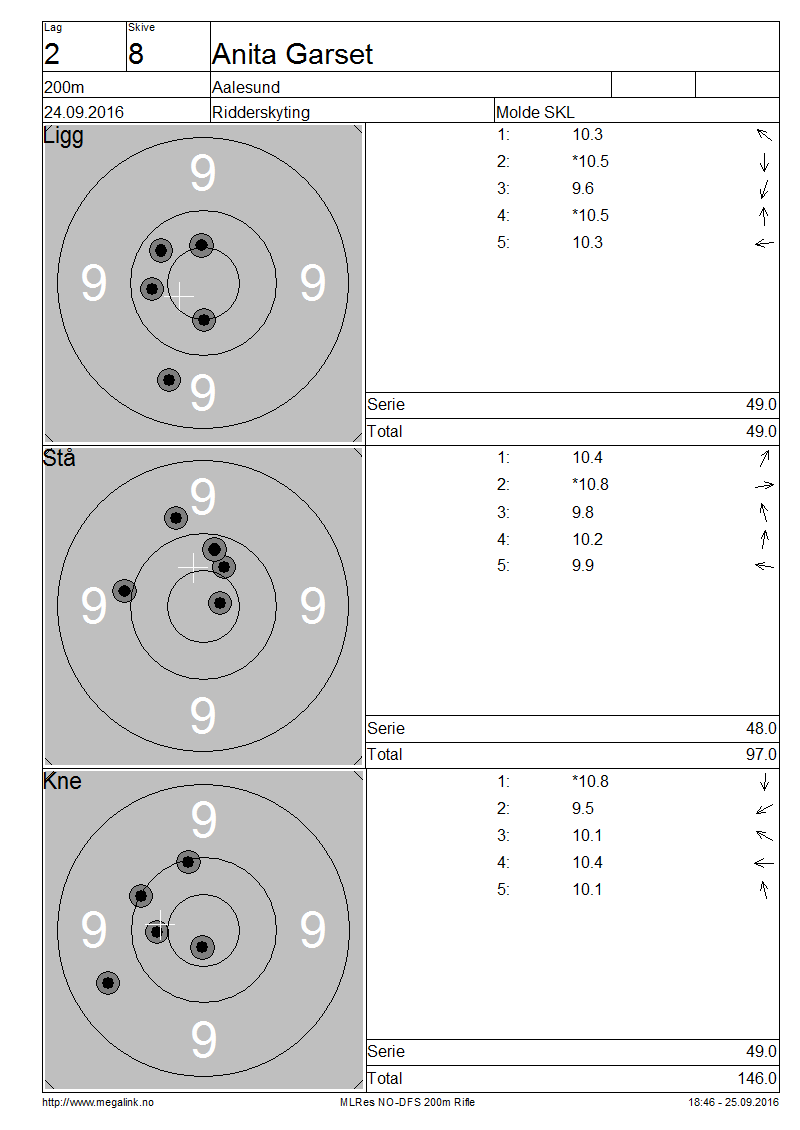 Lag Skive
2 8 Anita Garset
200m Aalesund
24.09.2016 Ridderskyting Molde SKL
Ligg
9
9 9
9
1: 10.3
2: *10.5
3: 9.6
4: *10.5
5: 10.3
Serie 49.0
Total 49.0
Stå
9
9 9
9
1: 10.4
2: *10.8
3: 9.8
4: 10.2
5: 9.9
Serie 48.0
Total 97.0
Kne
9
9 9
9
1: *10.8
2: 9.5
3: 10.1
4: 10.4
5: 10.1
Serie 49.0
Total 146.0
http://www.megalink.no MLRes NO-DFS 200m Rifle 18:46 - 25.09.2016